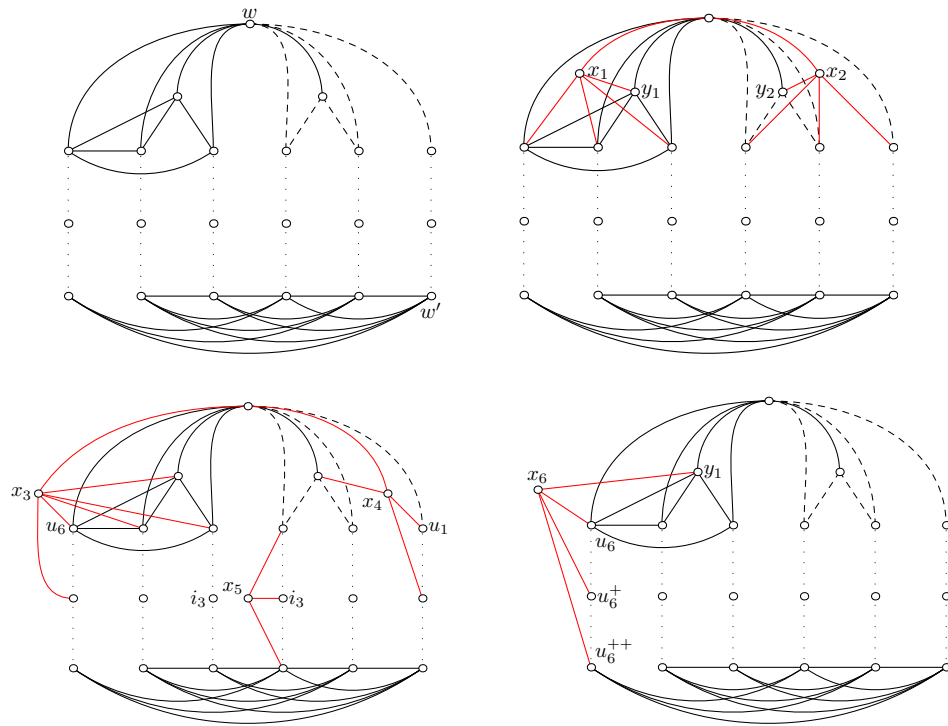 w
w′
x₁
x₂
y₁
y₂
x₃
x₄
u₆
u₁
x₅
i₃
i₃
x₆
y₁
u₆
u₆⁺
u₆⁺⁺